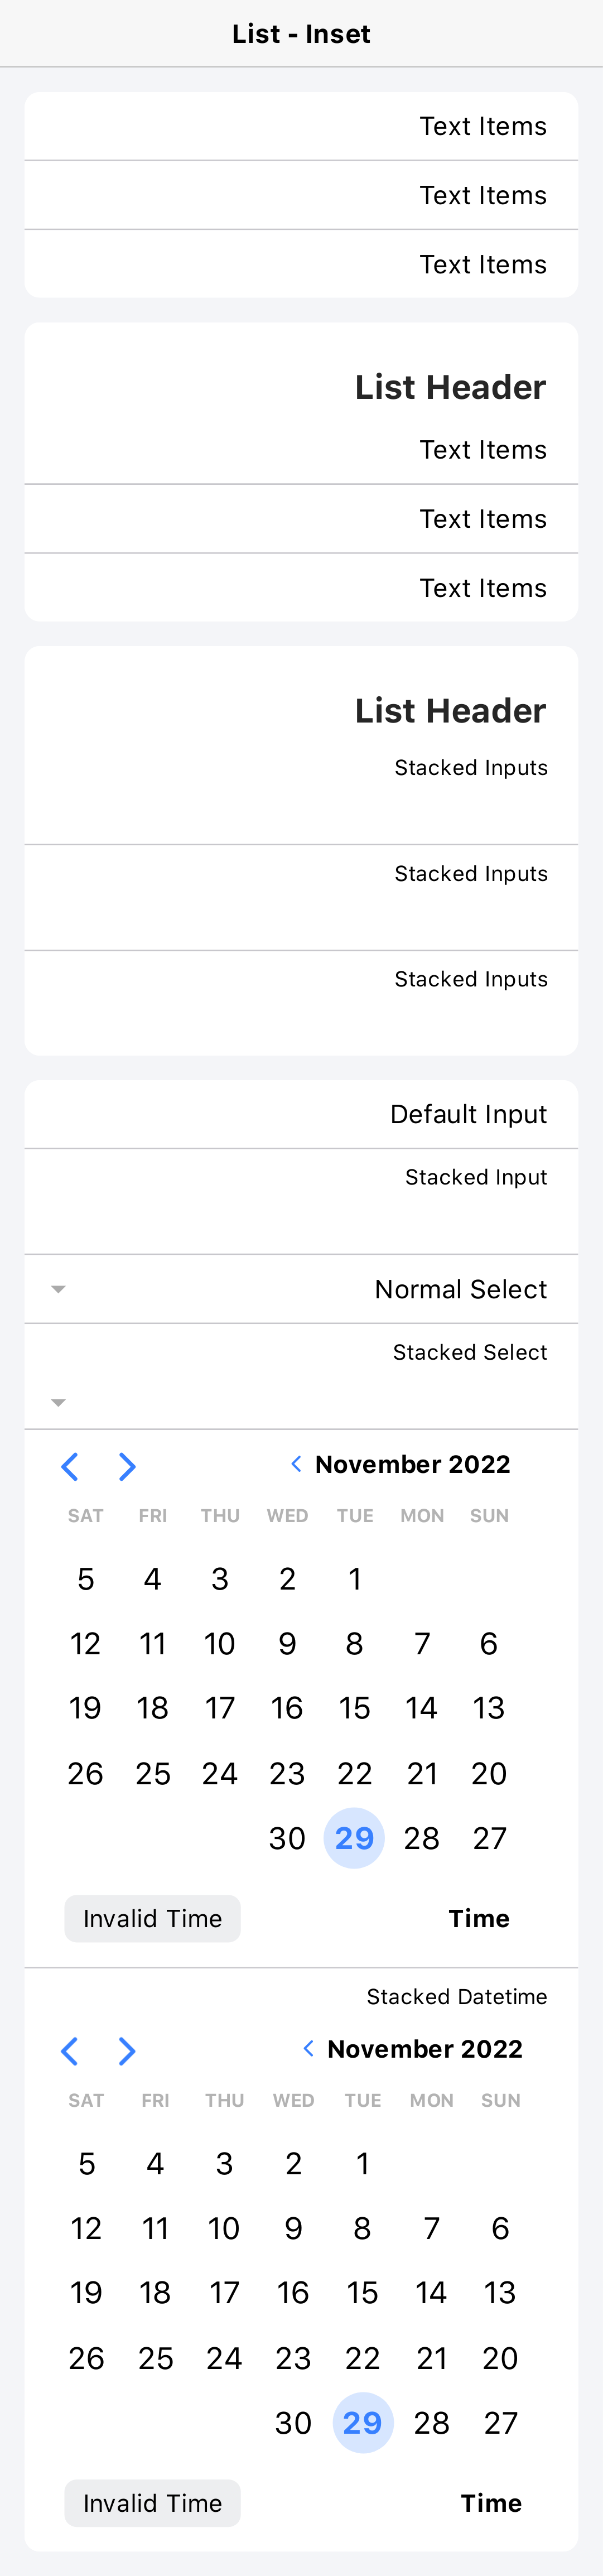 List - Inset
Text Items
Text Items
Text Items
List Header
Text Items
Text Items
Text Items
List Header
Stacked Inputs
Stacked Inputs
Stacked Inputs
Default Input
Stacked Input
Normal Select
Stacked Select
November 2022
SAT FRI THU WED TUE MON SUN
5 4 3 2 1
12 11 10 9 8 7 6
19 18 17 16 15 14 13
26 25 24 23 22 21 20
30 29 28 27
Invalid Time Time
Stacked Datetime
November 2022
SAT FRI THU WED TUE MON SUN
5 4 3 2 1
12 11 10 9 8 7 6
19 18 17 16 15 14 13
26 25 24 23 22 21 20
30 29 28 27
Invalid Time Time